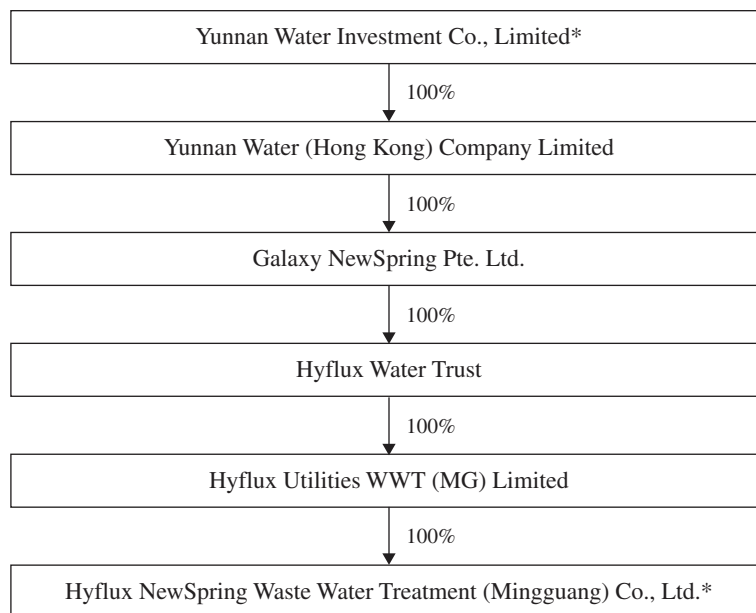 Yunnan Water Investment Co., Limited*
100%
Yunnan Water (Hong Kong) Company Limited
100%
Galaxy NewSpring Pte. Ltd.
100%
Hyflux Water Trust
100%
Hyflux Utilities WWT (MG) Limited
100%
Hyflux NewSpring Waste Water Treatment (Mingguang) Co., Ltd.*